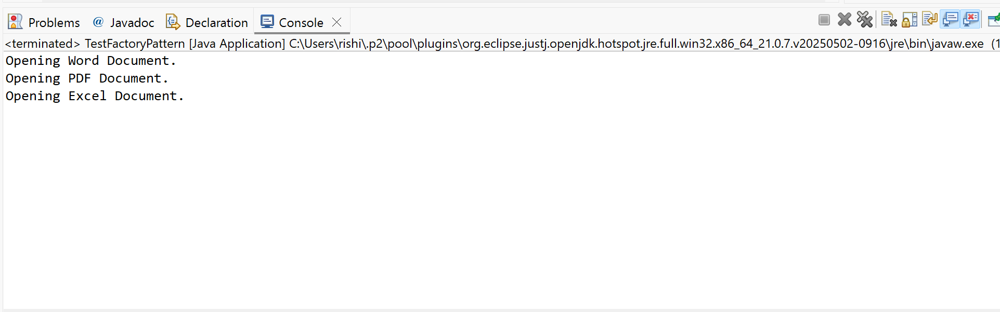 Problems @ Javadoc Declaration Console
<terminated> TestFactoryPattern [Java Application] C:\Users\rishi\.p2\pool\plugins\org.eclipse.justj.openjdk.hotspot.jre.full.win32.x86_64_21.0.7.v20250502-0916\jre\bin\javaw.exe (1
Opening Word Document.
Opening PDF Document.
Opening Excel Document.